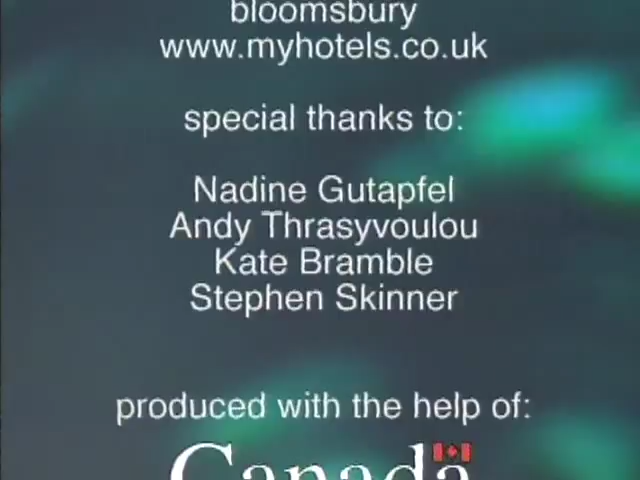 bloomsbury
www.myhotels.co.uk
special thanks to:
Nadine Gutapfel
Andy Thrasyvoulou
Kate Bramble
Stephen Skinner
produced with the help of:
Canada